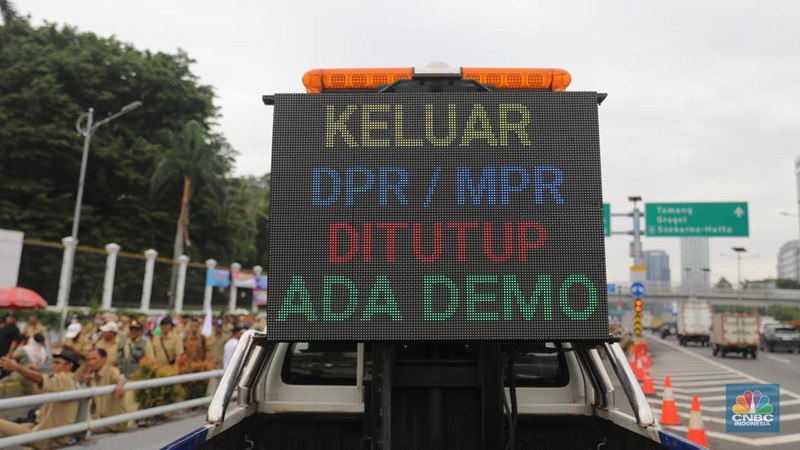 KELUAR
DPR / MPR
DITUTUP
ADA DEMO
Tomang
Grogol
Soekarno-Hatta
CNBC
INDONESIA